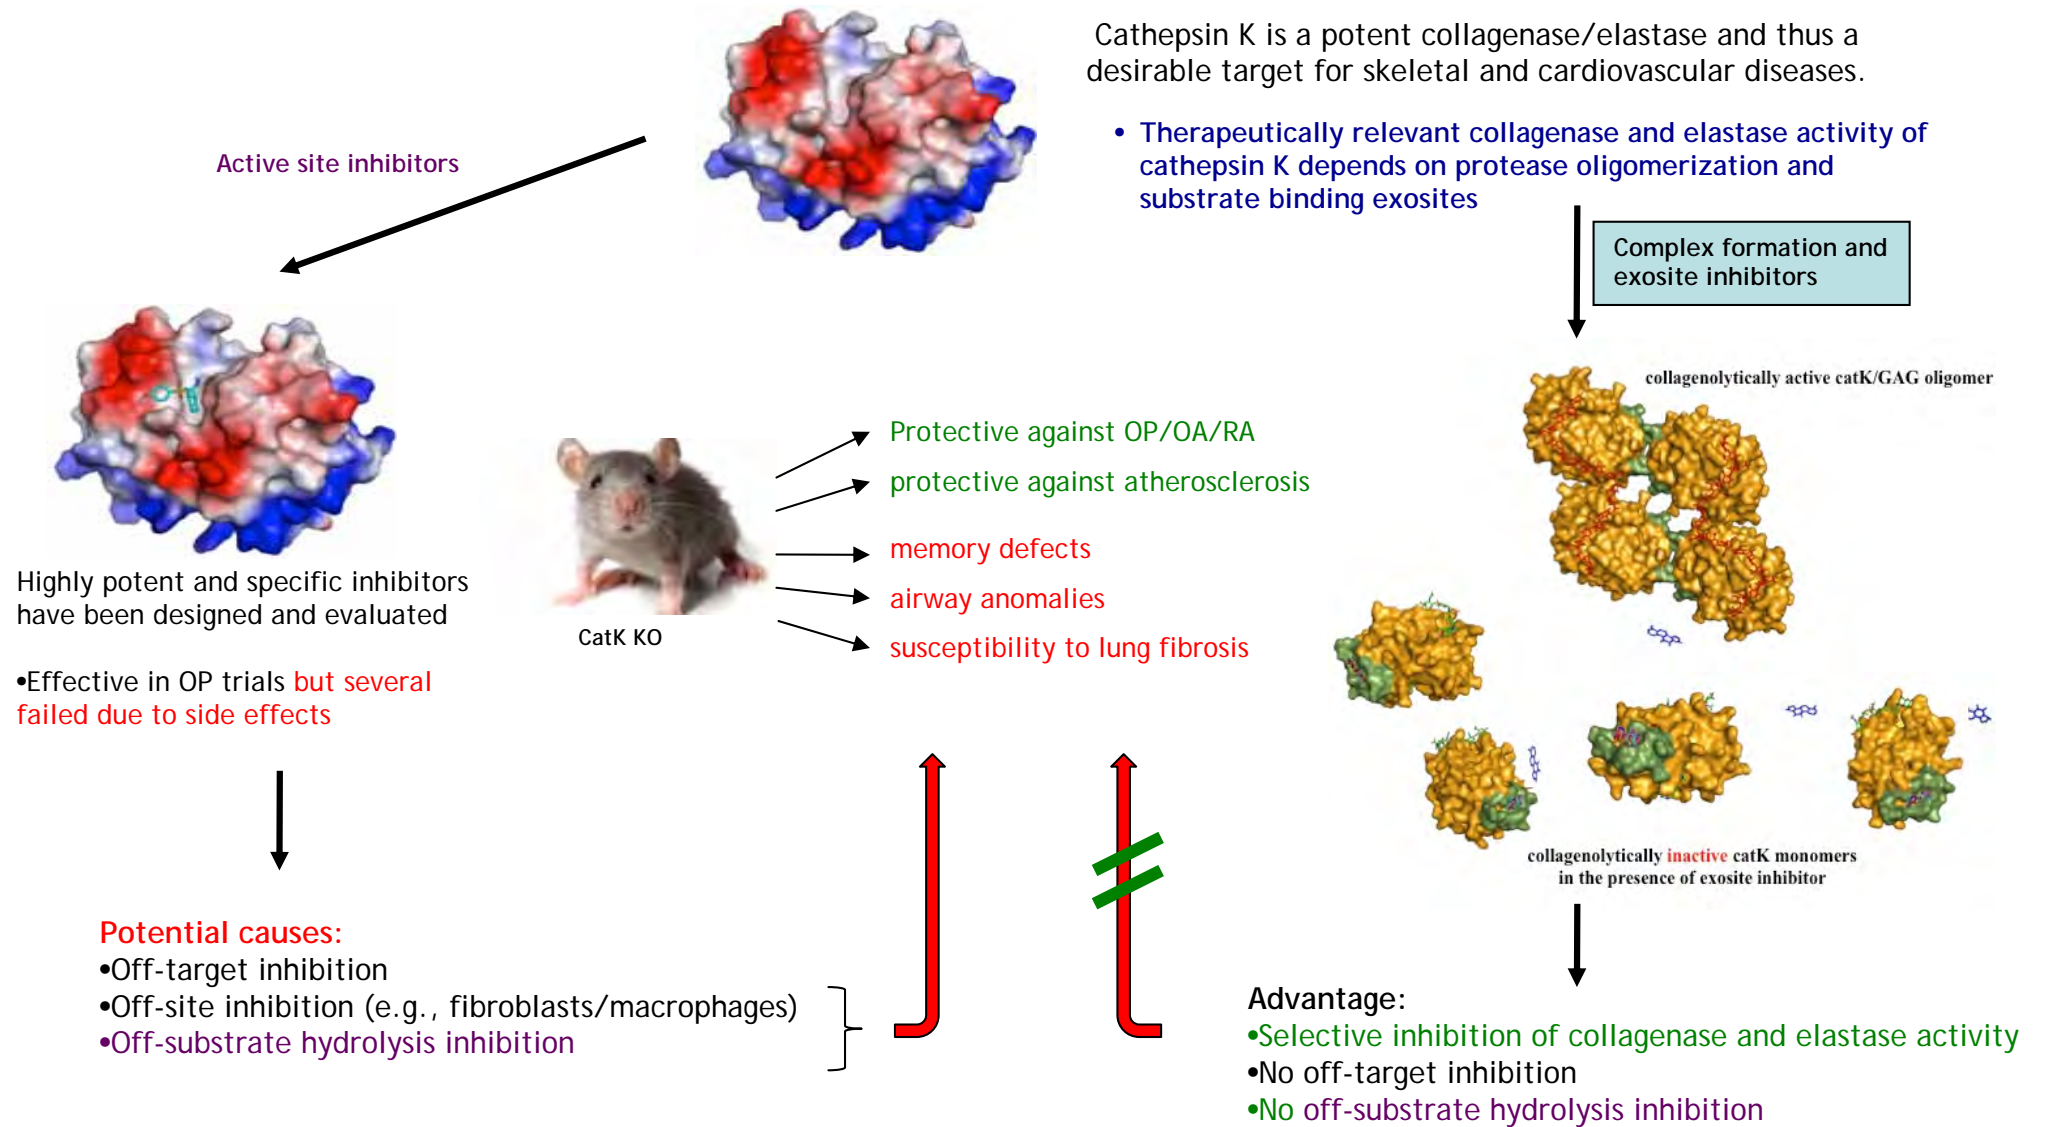 Cathepsin K is a potent collagenase/elastase and thus a
desirable target for skeletal and cardiovascular diseases.
• Therapeutically relevant collagenase and elastase activity of
cathepsin K depends on protease oligomerization and
substrate binding exosites
Active site inhibitors
Complex formation and
exosite inhibitors
collagenolytically active catK/GAG oligomer
Highly potent and specific inhibitors
have been designed and evaluated
•Effective in OP trials but several
failed due to side effects
CatK KO
Protective against OP/OA/RA
protective against atherosclerosis
memory defects
airway anomalies
susceptibility to lung fibrosis
collagenolytically inactive catK monomers
in the presence of exosite inhibitor
Potential causes:
•Off-target inhibition
•Off-site inhibition (e.g., fibroblasts/macrophages)
•Off-substrate hydrolysis inhibition
Advantage:
•Selective inhibition of collagenase and elastase activity
•No off-target inhibition
•No off-substrate hydrolysis inhibition